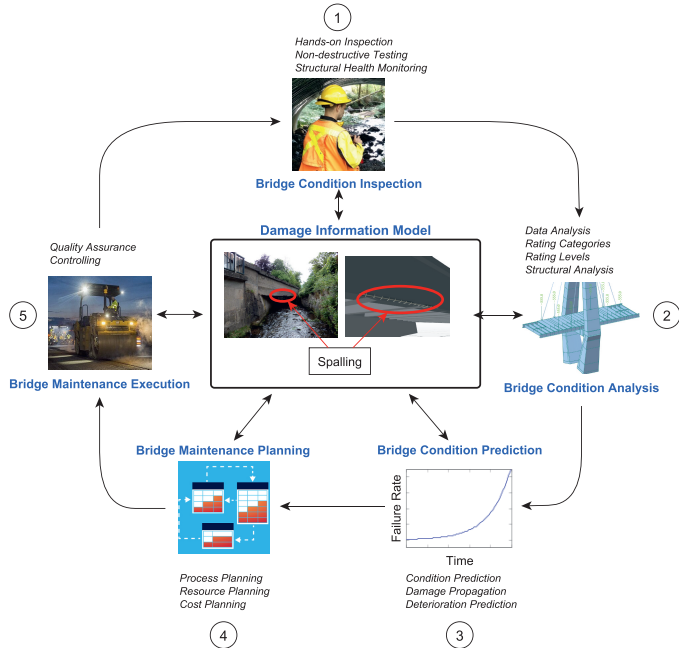 1
Hands-on Inspection
Non-destructive Testing
Structural Health Monitoring
Bridge Condition Inspection
Damage Information Model
Spalling
Data Analysis
Rating Categories
Rating Levels
Structural Analysis
2
Bridge Condition Analysis
Quality Assurance
Controlling
5
Bridge Maintenance Execution
Bridge Maintenance Planning
Process Planning
Resource Planning
Cost Planning
4
Bridge Condition Prediction
Failure Rate
Time
Condition Prediction
Damage Propagation
Deterioration Prediction
3